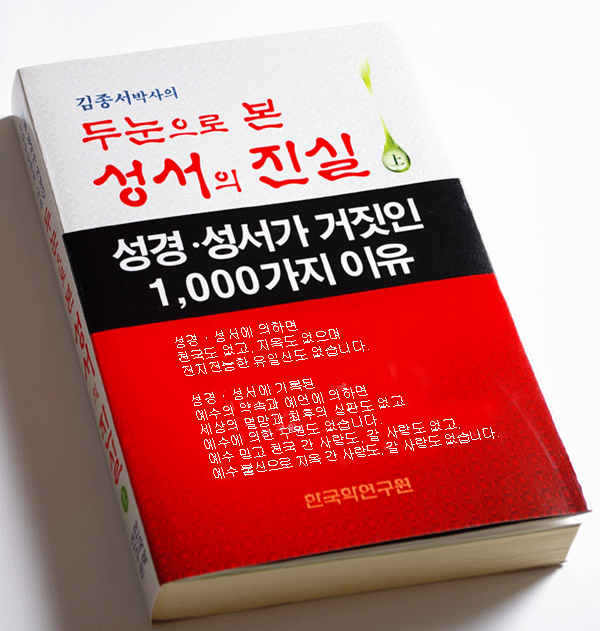 김종서박사의
두눈으로 본
성서의 진실
上
성경·성서가 거짓인
1,000가지 이유
성경·성서에 의하면
천국도 없고, 지옥도 없으며
전지전능한 유일신도 없습니다.
성경·성서에 기록된
예수의 약속과 예언에 의하면
세상의 멸망과 최후의 심판도 없고
예수에 의한 구원도 없습니다
예수 믿고 천국 간 사람도, 갈 사람도 없고,
예수 불신으로 지옥 간 사람도, 갈 사람도 없습니다.
한국학연구원